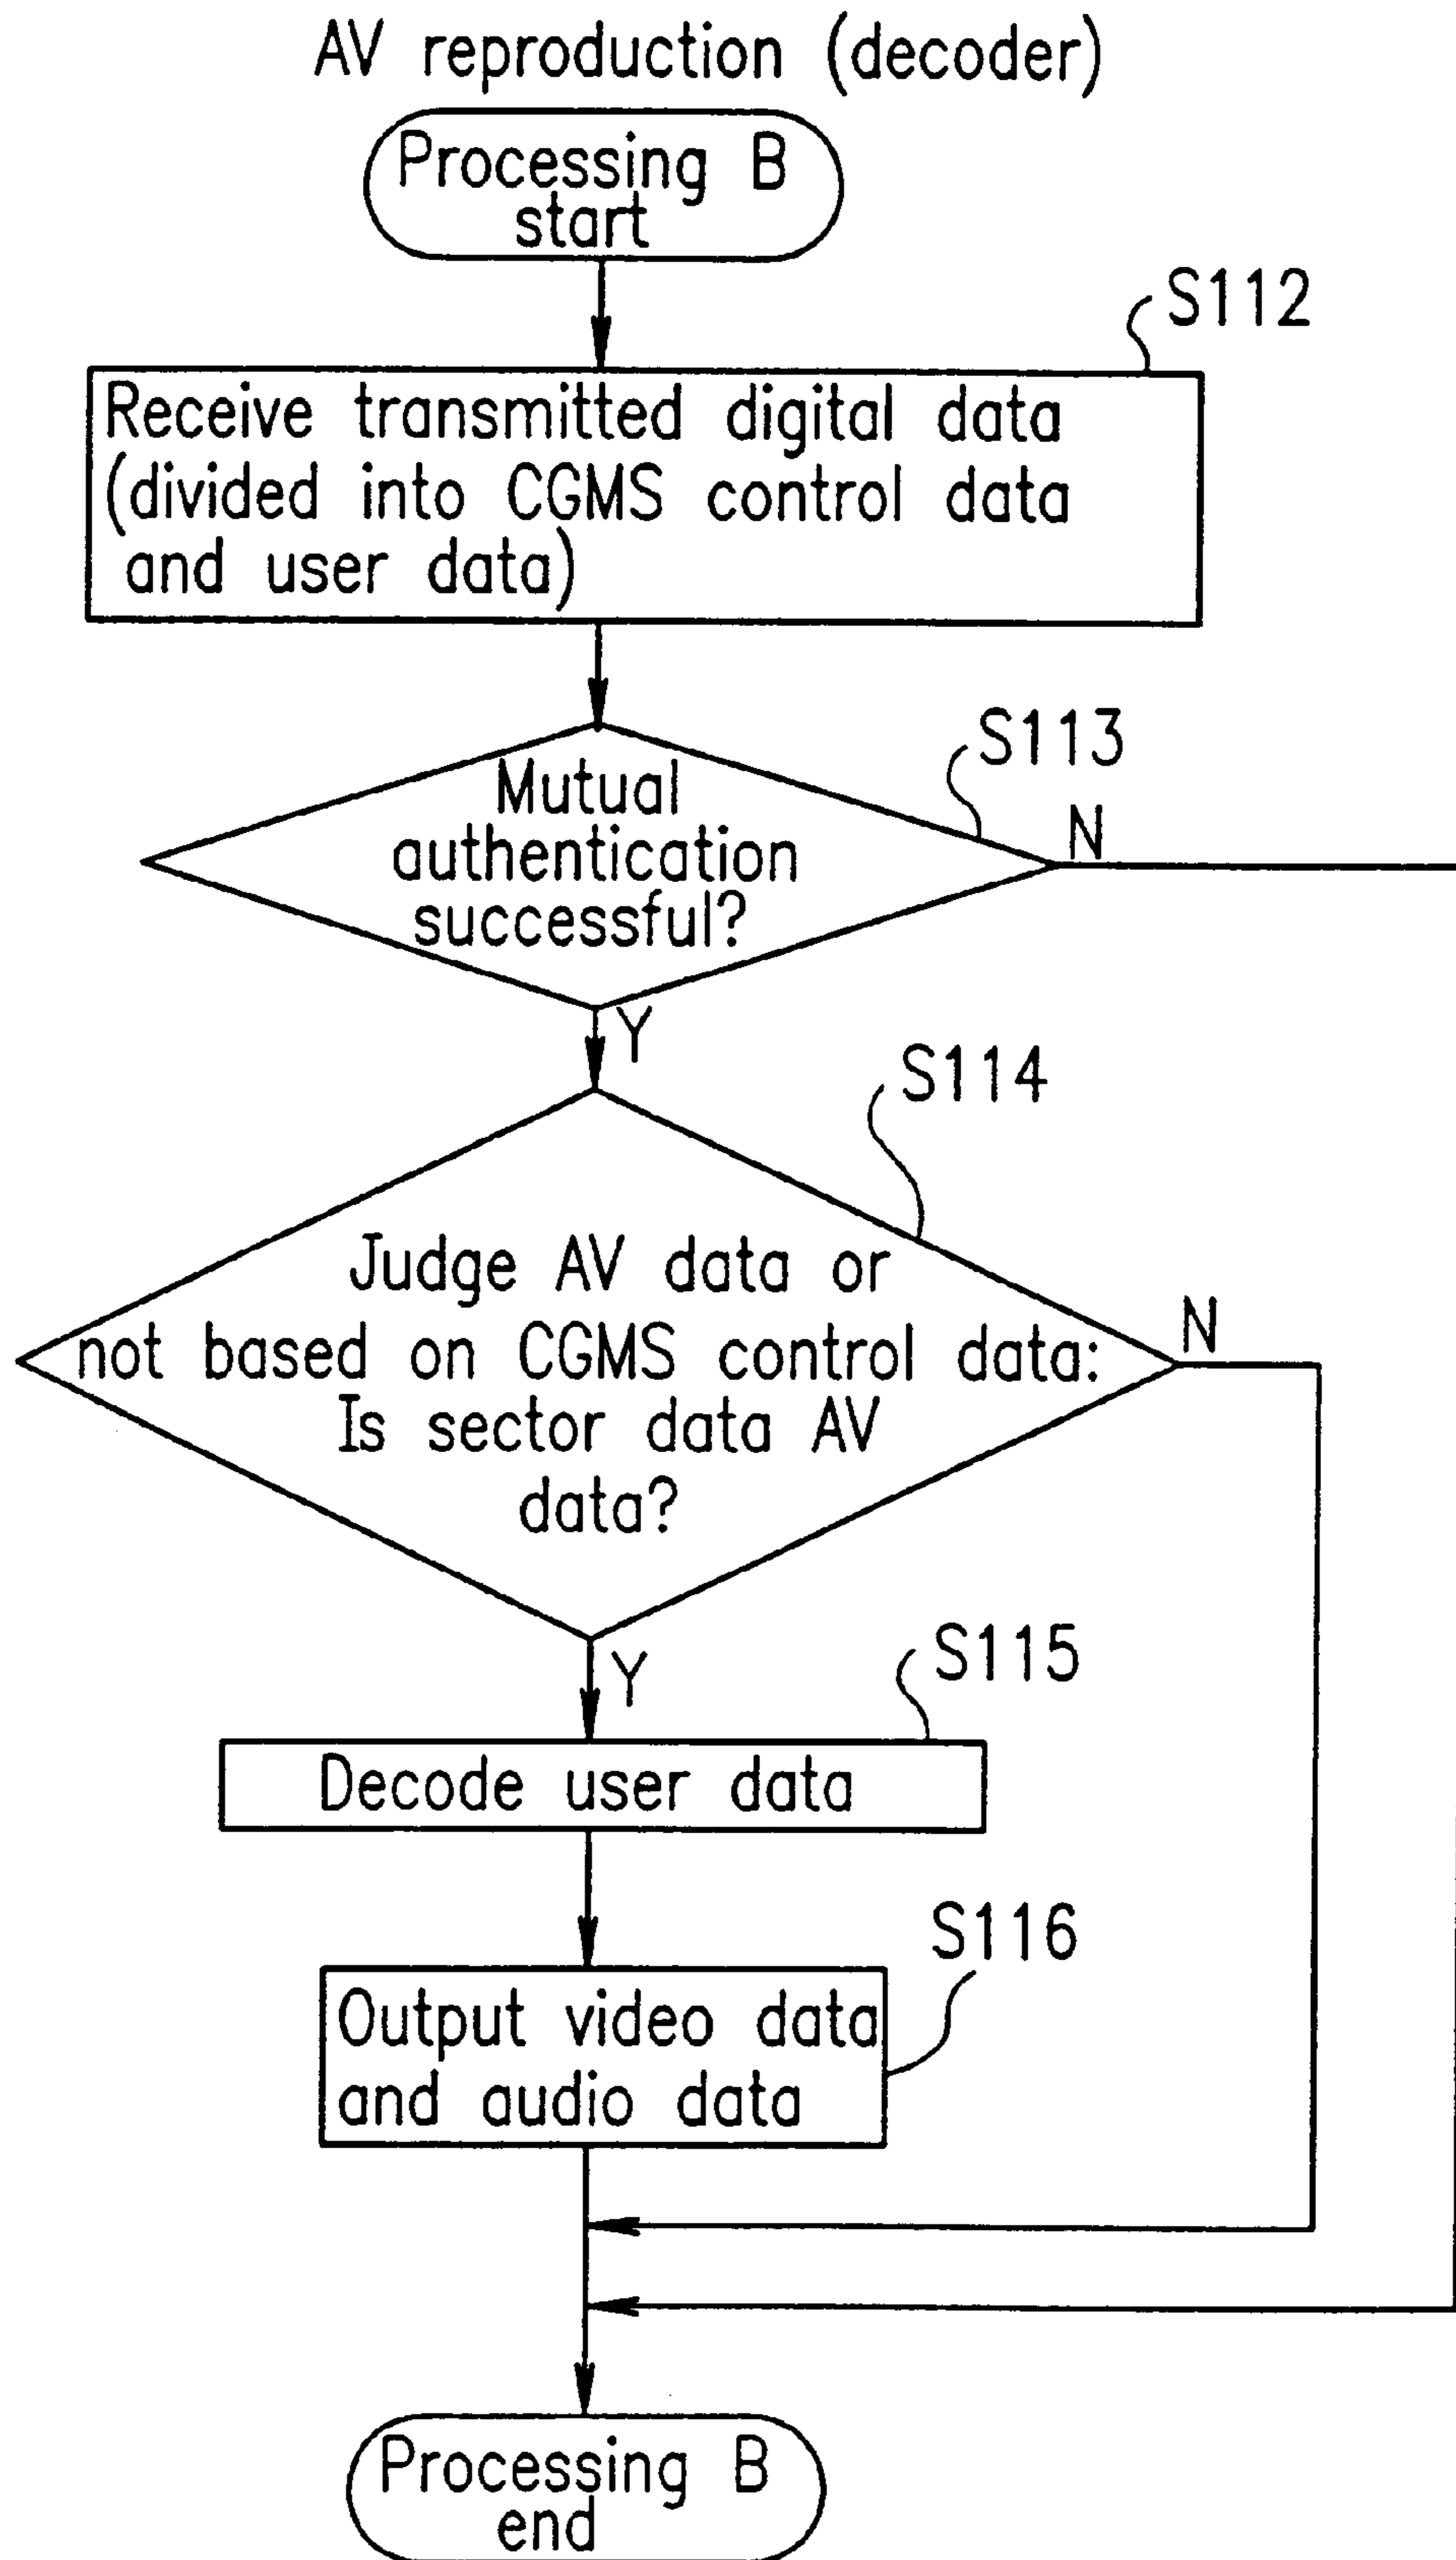 AV reproduction (decoder)
Processing B
start
S112
Receive transmitted digital data
(divided into CGMS control data
and user data)
S113
Mutual
authentication
successful?
N
Y
S114
Judge AV data or
not based on CGMS control data:
Is sector data AV
data?
N
Y
S115
Decode user data
S116
Output video data
and audio data
Processing B
end